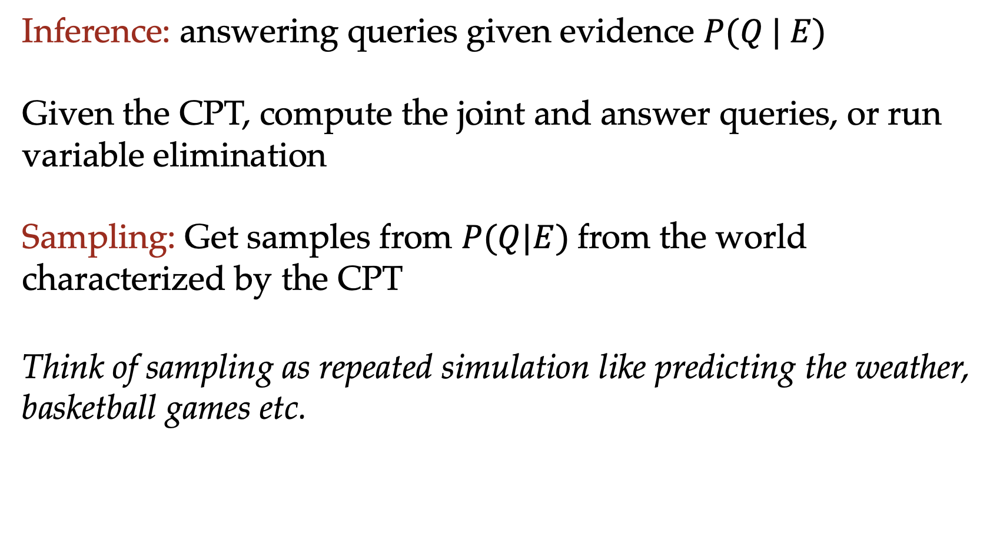 Inference: answering queries given evidence P(Q | E)
Given the CPT, compute the joint and answer queries, or run
variable elimination
Sampling: Get samples from P(Q|E) from the world
characterized by the CPT
Think of sampling as repeated simulation like predicting the weather,
basketball games etc.